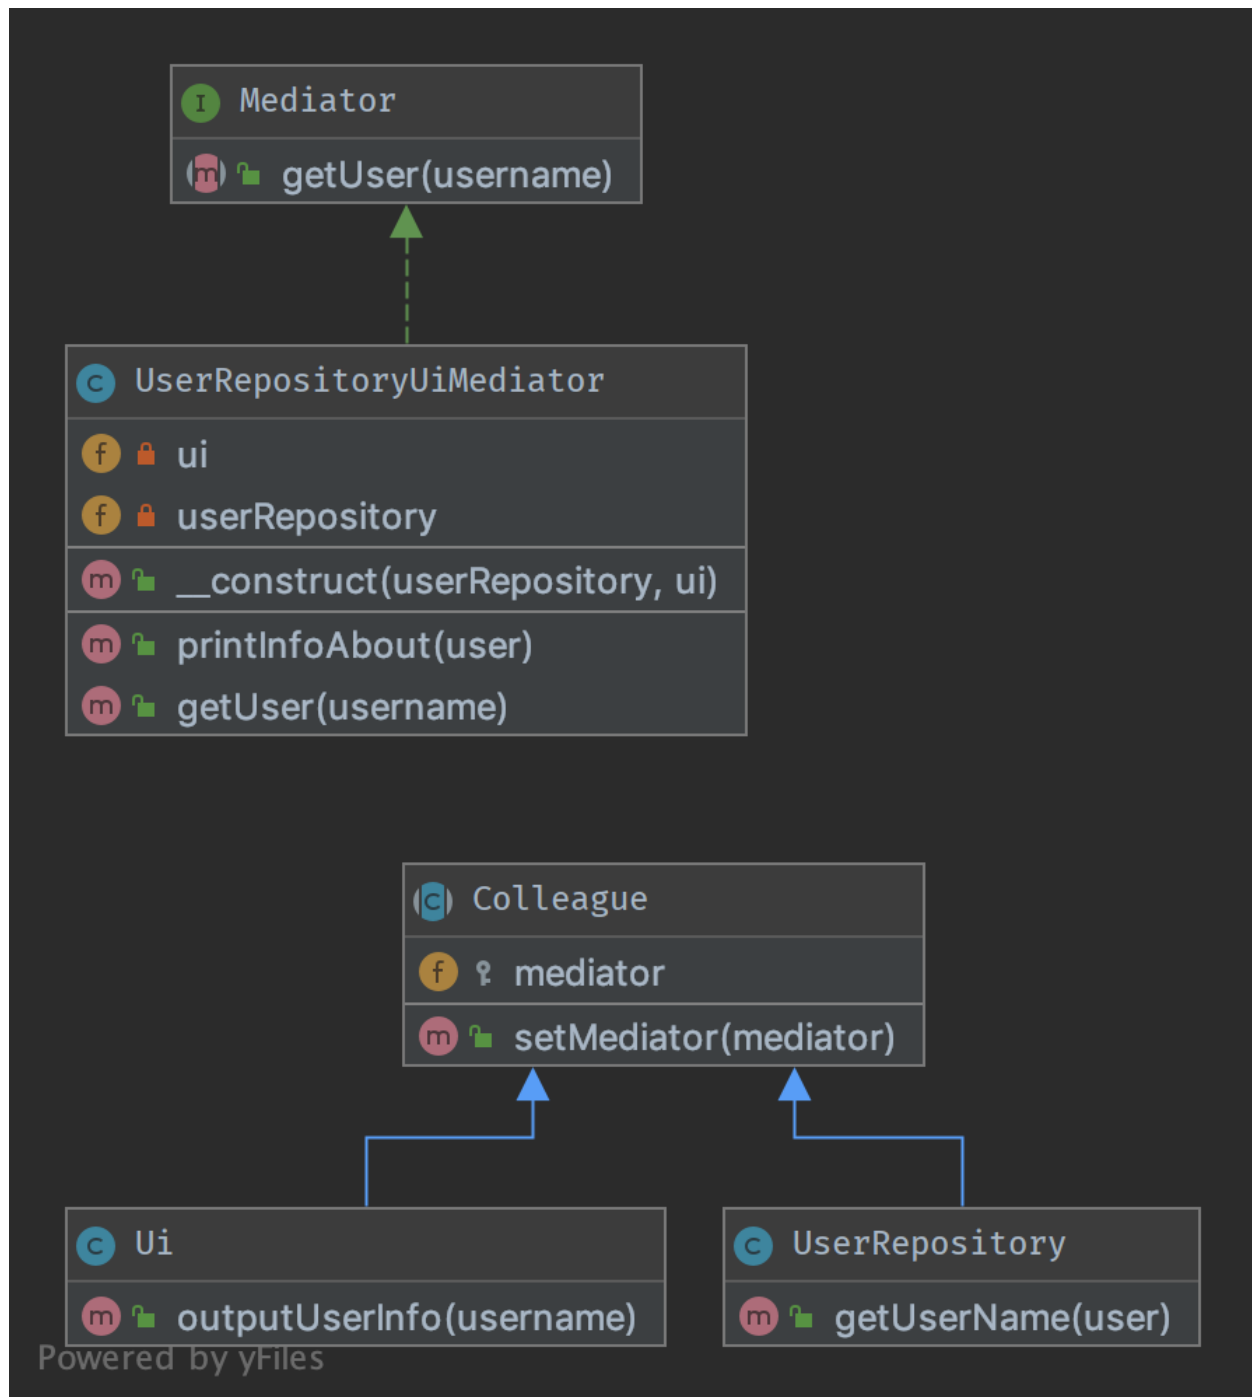 I Mediator
m getUser(username)
C UserRepositoryUiMediator
f ui
f userRepository
m __construct(userRepository, ui)
m printInfoAbout(user)
m getUser(username)
C Colleague
f mediator
m setMediator(mediator)
C Ui
m outputUserInfo(username)
C UserRepository
m getUserName(user)
Powered by yFiles